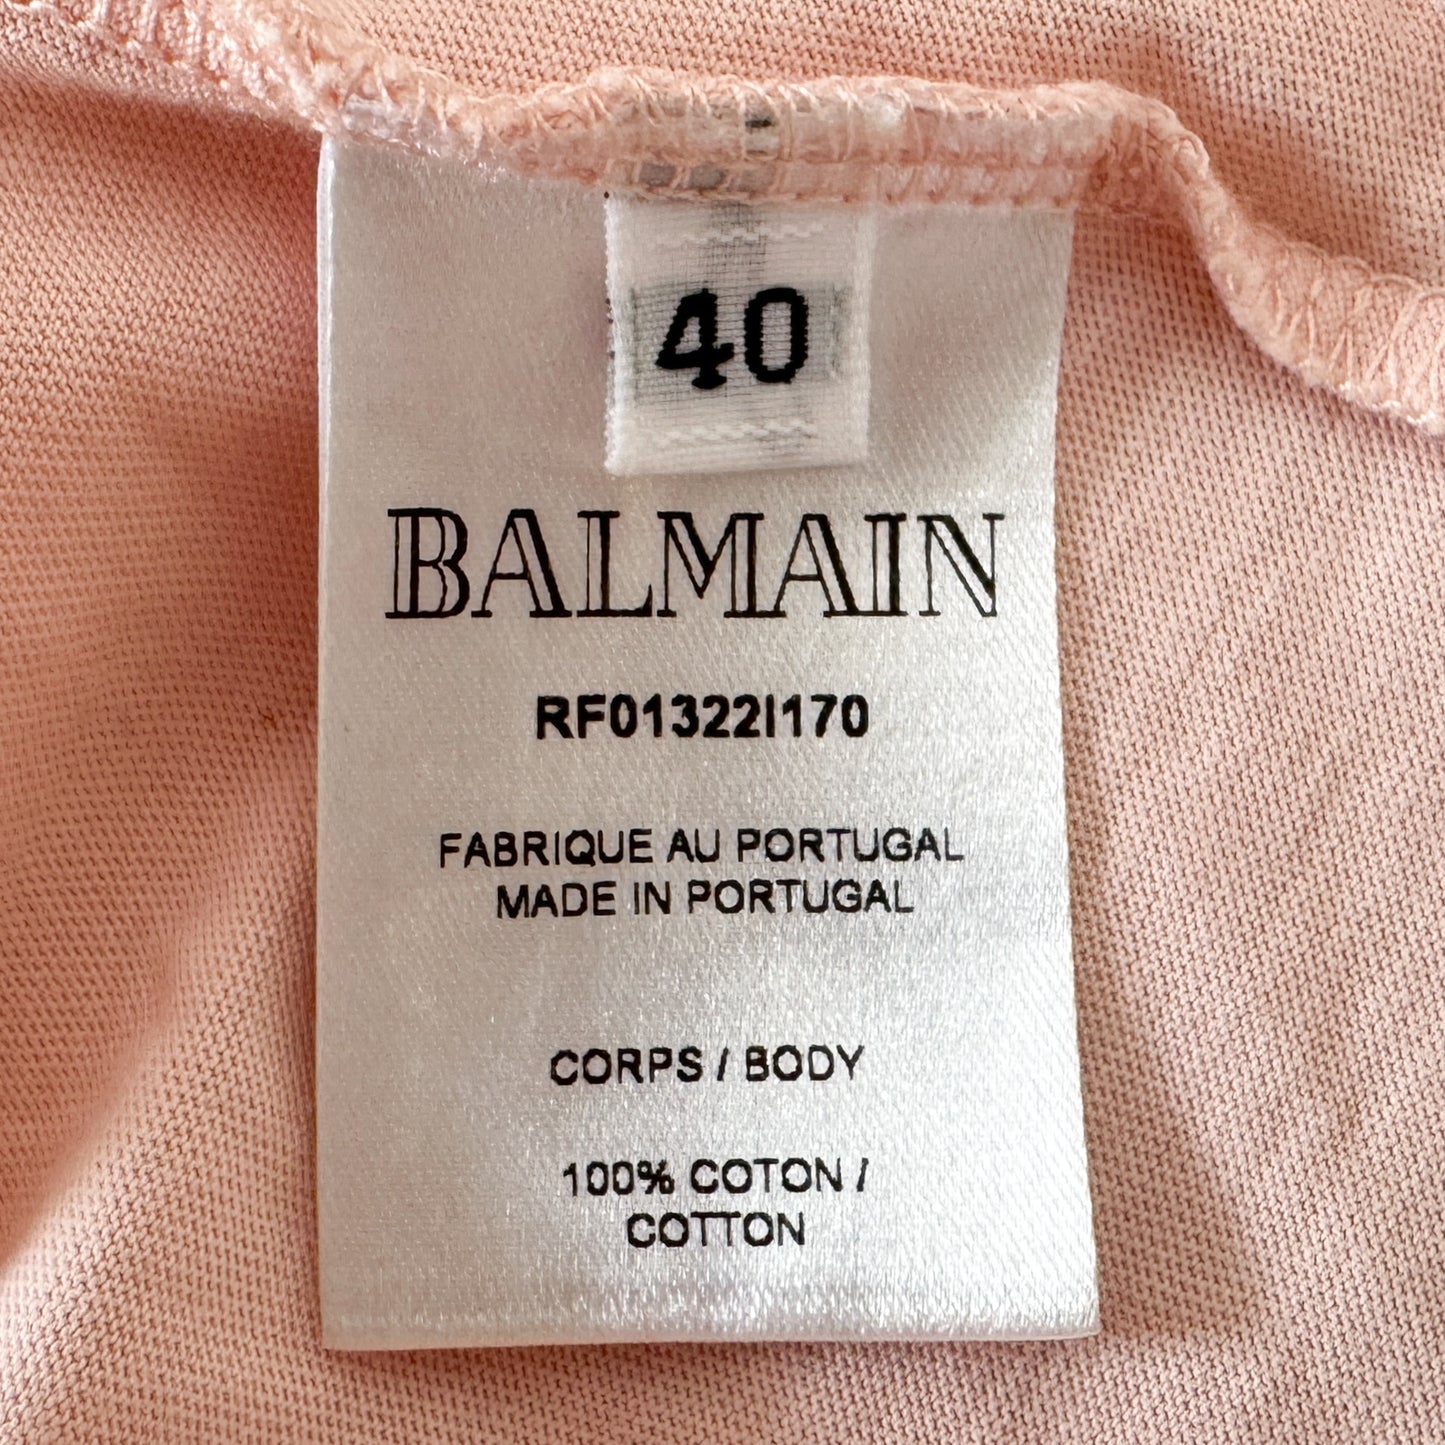 40
BALMAIN
RF01322I170
FABRIQUE AU PORTUGAL
MADE IN PORTUGAL
CORPS / BODY
100% COTON /
COTTON